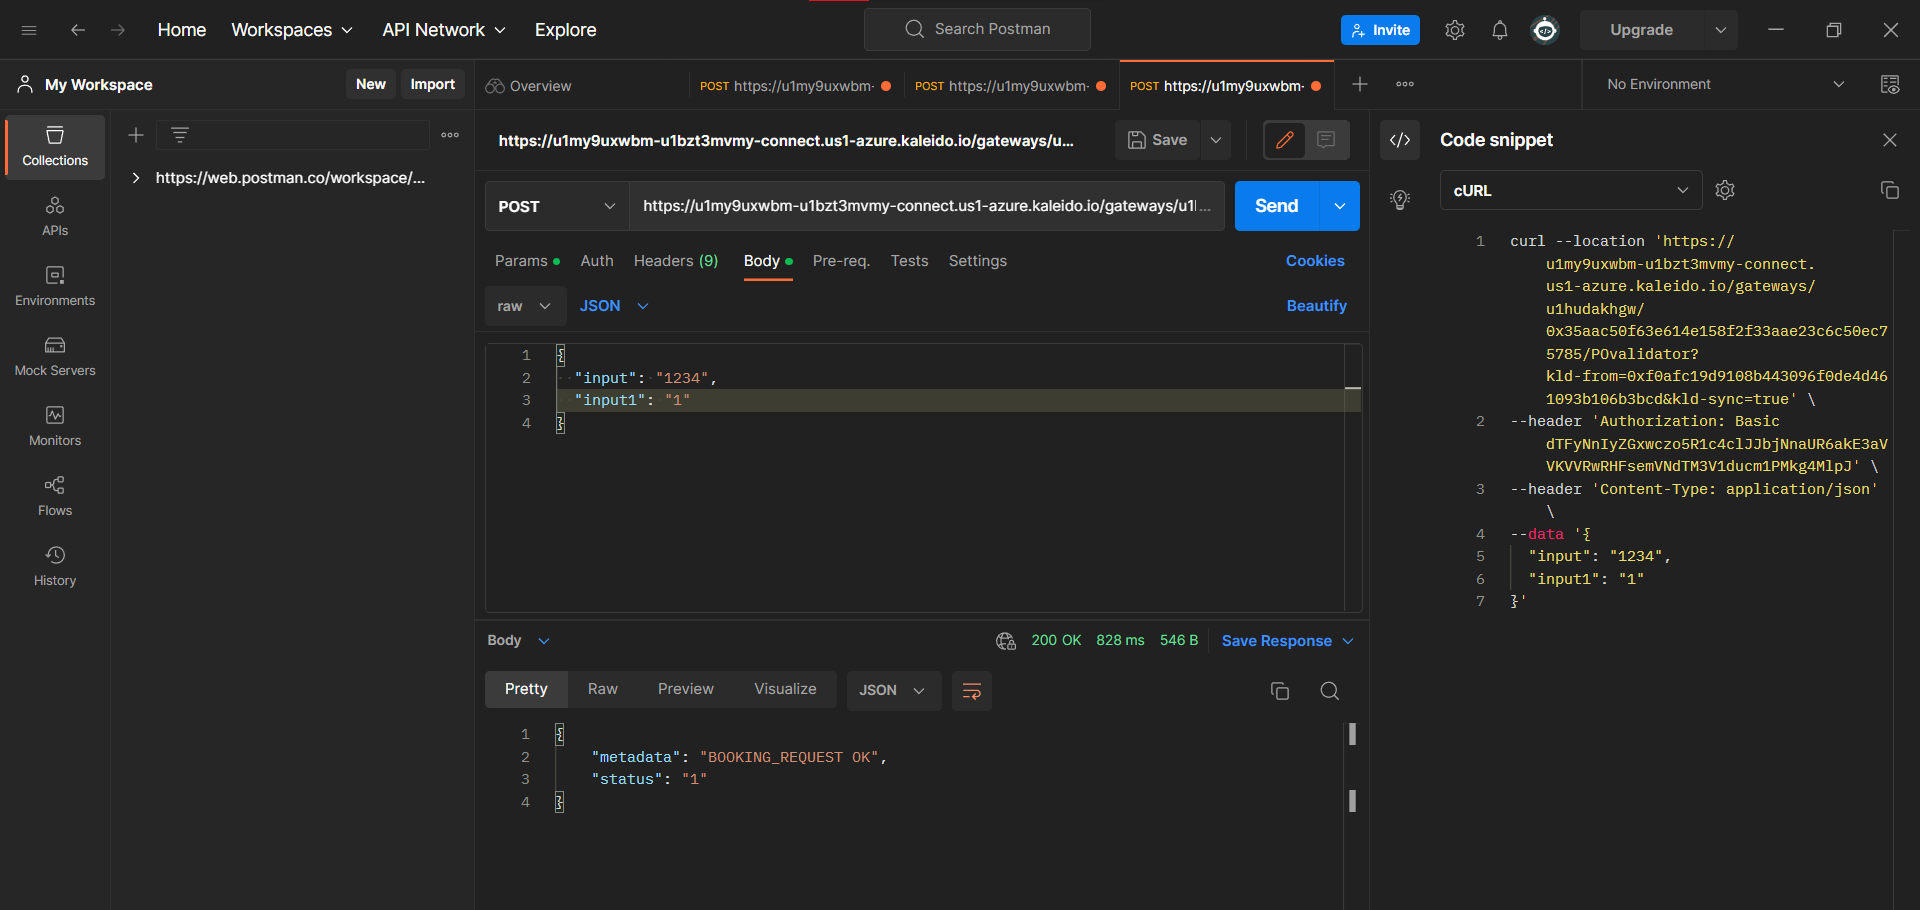 Home
Workspaces
API Network
Explore
Search Postman
Invite
Upgrade
My Workspace
New
Import
Overview
POST https://u1my9uxwbm-
POST https://u1my9uxwbm-
POST https://u1my9uxwbm-
No Environment
Collections
APIs
Environments
Mock Servers
Monitors
Flows
History
https://web.postman.co/workspace/...
https://u1my9uxwbm-u1bzt3mvmy-connect.us1-azure.kaleido.io/gateways/u...
Save
POST
https://u1my9uxwbm-u1bzt3mvmy-connect.us1-azure.kaleido.io/gateways/u1l...
Send
Params
Auth
Headers (9)
Body
Pre-req.
Tests
Settings
Cookies
raw
JSON
Beautify
1 {
2 "input": "1234",
3 "input1": "1"
4 }
Body
200 OK 828 ms 546 B
Save Response
Pretty
Raw
Preview
Visualize
JSON
1 {
2 "metadata": "BOOKING_REQUEST OK",
3 "status": "1"
4 }
Code snippet
cURL
1 curl --location 'https://
u1my9uxwbm-u1bzt3mvmy-connect.
us1-azure.kaleido.io/gateways/
u1hudakhgw/
0x35aac50f63e614e158f2f33aae23c6c50ec7
5785/POvalidator?
kld-from=0xf0afc19d9108b443096f0de4d46
1093b106b3bcd&kld-sync=true' \
2 --header 'Authorization: Basic
dTFyNnIyZGxwczo5R1c4clJJbjNnaUR6akE3aV
VKVVRwRHFsemVNdTM3V1ducm1PMkg4MlpJ' \
3 --header 'Content-Type: application/json'
\
4 --data '{
5 "input": "1234",
6 "input1": "1"
7 }'